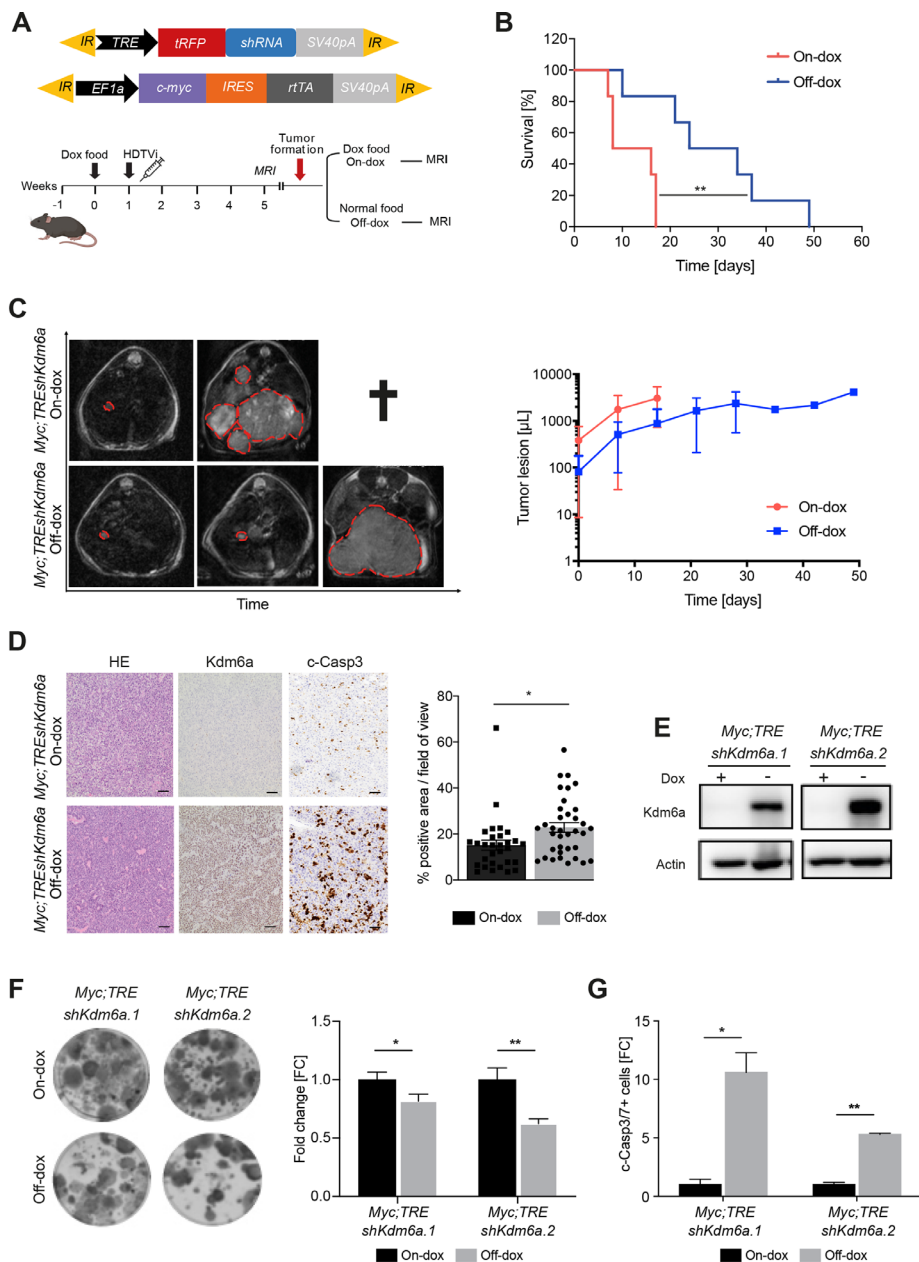 A
IR TRE tRFP shRNA SV40pA IR
IR EF1a c-myc IRES rtTA SV40pA IR
Dox food HDTVi MRI Tumor formation
Dox food
On-dox MRI
Weeks
-1 0 1 2 3 4 5
Normal food
Off-dox MRI
B
On-dox
Off-dox
Survival [%]
120
100
80
60
40
20
0
**
0 10 20 30 40 50 60
Time [days]
C
Myc;TREshKdm6a
On-dox
Myc;TREshKdm6a
Off-dox
Time
Tumor lesion [µL]
10000
1000
100
10
1
On-dox
Off-dox
0 10 20 30 40 50
Time [days]
D
HE Kdm6a c-Casp3
Myc;TREshKdm6a
On-dox
Myc;TREshKdm6a
Off-dox
% positive area / field of view
80
60
40
20
0
*
On-dox Off-dox
E
Myc;TRE Myc;TRE
shKdm6a.1 shKdm6a.2
Dox + - + -
Kdm6a
Actin
F
Myc;TRE Myc;TRE
shKdm6a.1 shKdm6a.2
On-dox
Off-dox
Fold change [FC]
1.5
1.0
0.5
0.0
* **
Myc;TRE Myc;TRE
shKdm6a.1 shKdm6a.2
On-dox Off-dox
G
c-Casp3/7+ cells [FC]
15
10
5
0
* **
Myc;TRE Myc;TRE
shKdm6a.1 shKdm6a.2
On-dox Off-dox